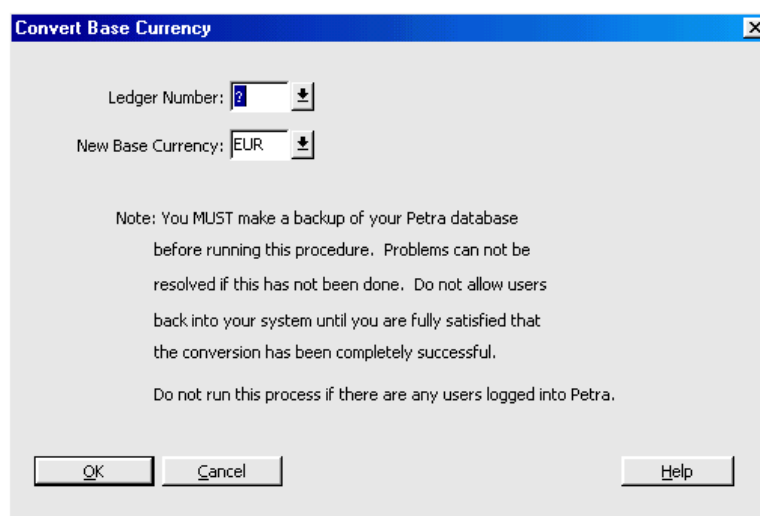 Convert Base Currency
Ledger Number: ?
New Base Currency: EUR
Note: You MUST make a backup of your Petra database
before running this procedure. Problems can not be
resolved if this has not been done. Do not allow users
back into your system until you are fully satisfied that
the conversion has been completely successful.
Do not run this process if there are any users logged into Petra.
OK Cancel Help